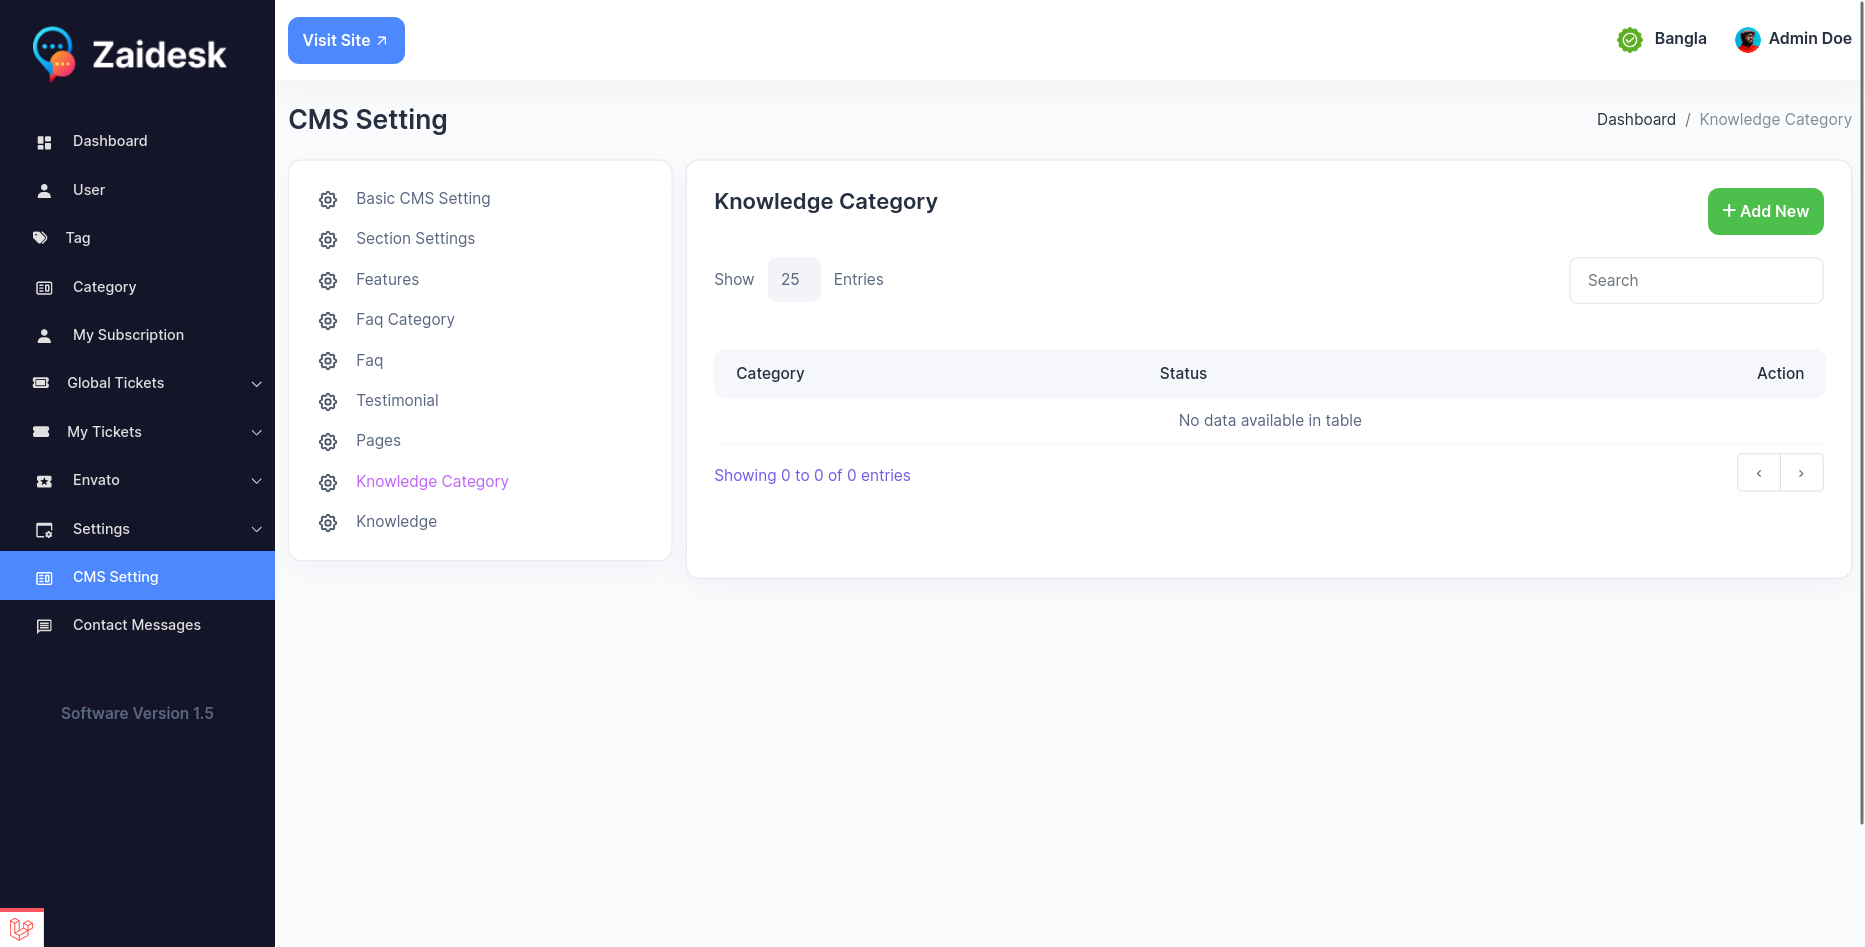 Zaidesk
Dashboard
User
Tag
Category
My Subscription
Global Tickets
My Tickets
Envato
Settings
CMS Setting
Contact Messages
Software Version 1.5
Visit Site
Bangla
Admin Doe
CMS Setting
Dashboard / Knowledge Category
Basic CMS Setting
Section Settings
Features
Faq Category
Faq
Testimonial
Pages
Knowledge Category
Knowledge
Knowledge Category
+ Add New
Show 25 Entries
Search
Category Status Action
No data available in table
Showing 0 to 0 of 0 entries
‹ ›